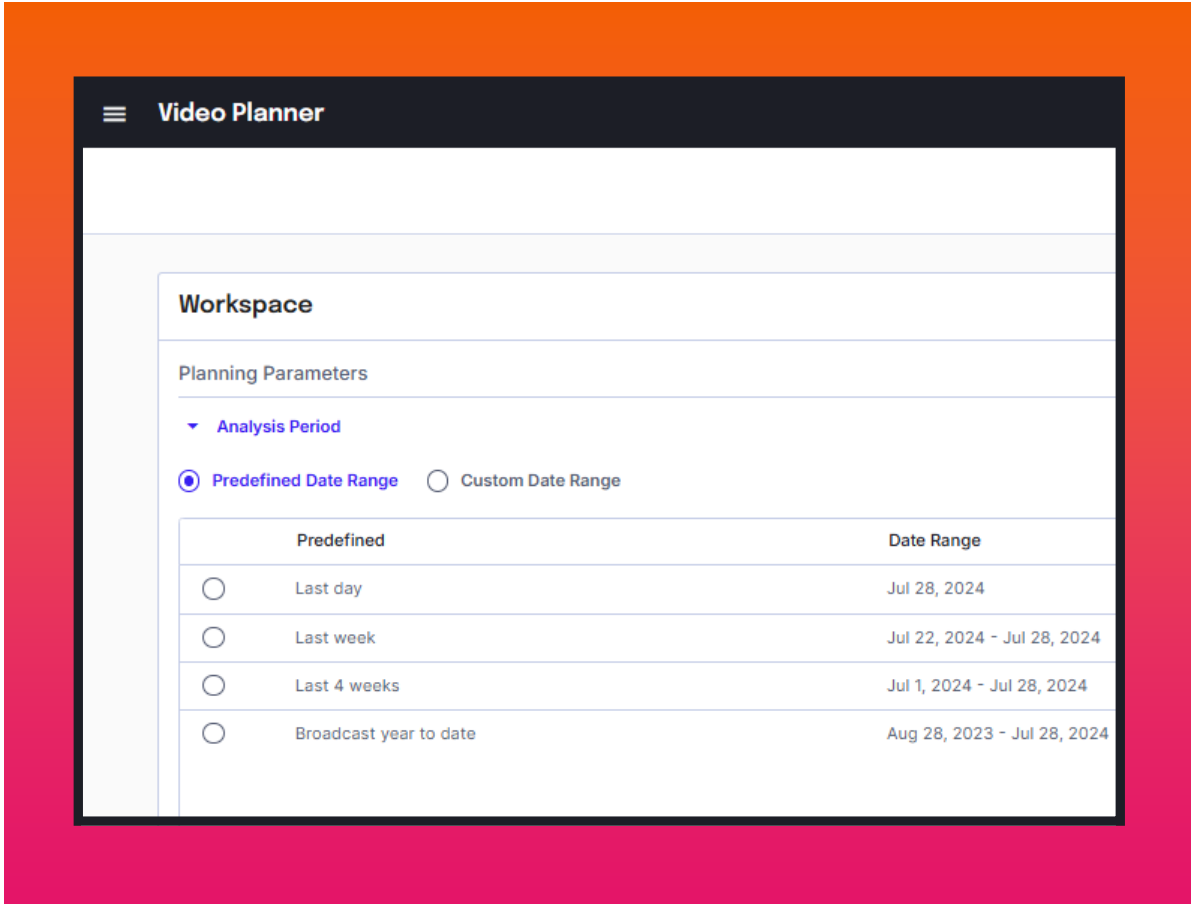 Video Planner
Workspace
Planning Parameters
Analysis Period
Predefined Date Range Custom Date Range
Predefined Date Range
Last day Jul 28, 2024
Last week Jul 22, 2024 - Jul 28, 2024
Last 4 weeks Jul 1, 2024 - Jul 28, 2024
Broadcast year to date Aug 28, 2023 - Jul 28, 2024